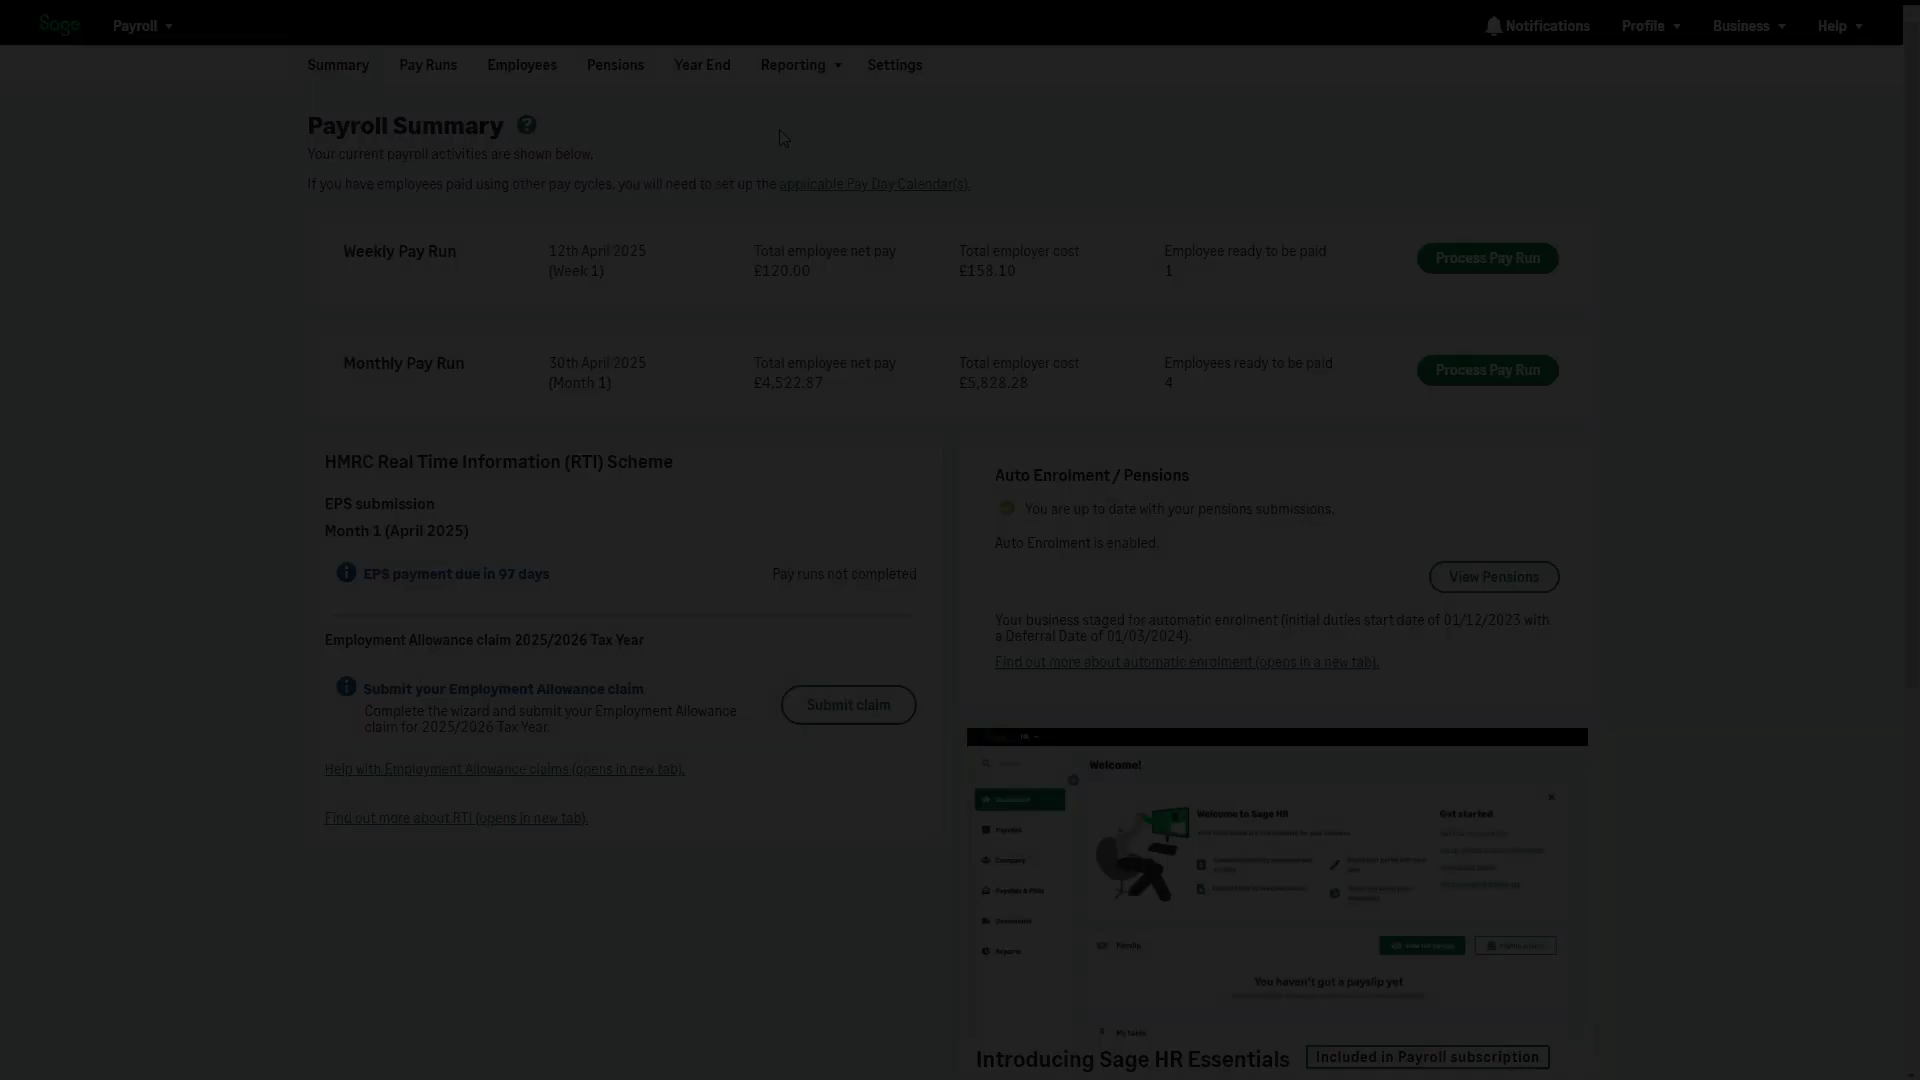 Sage
Payroll
Notifications
Profile
Business
Help
Summary
Pay Runs
Employees
Pensions
Year End
Reporting
Settings
Payroll Summary
Your current payroll activities are shown below.
If you have employees paid using other pay cycles, you will need to set up the applicable Pay Day Calendar(s).
Weekly Pay Run
12th April 2025
(Week 1)
Total employee net pay
£120.00
Total employer cost
£158.10
Employee ready to be paid
1
Process Pay Run
Monthly Pay Run
30th April 2025
(Month 1)
Total employee net pay
£4,522.87
Total employer cost
£5,828.28
Employees ready to be paid
4
Process Pay Run
HMRC Real Time Information (RTI) Scheme
EPS submission
Month 1 (April 2025)
EPS payment due in 97 days
Pay runs not completed
Employment Allowance claim 2025/2026 Tax Year
Submit your Employment Allowance claim
Complete the wizard and submit your Employment Allowance
claim for 2025/2026 Tax Year.
Submit claim
Help with Employment Allowance claims (opens in new tab).
Find out more about RTI (opens in new tab).
Auto Enrolment / Pensions
You are up to date with your pensions submissions.
Auto Enrolment is enabled.
View Pensions
Your business staged for automatic enrolment (initial duties start date of 01/12/2023 with
a Deferral Date of 01/03/2024).
Find out more about automatic enrolment (opens in a new tab).
Welcome!
Welcome to Sage HR
Get started
Company
Documents
Reports
Payslip
You haven't got a payslip yet
My tasks
Introducing Sage HR Essentials
Included in Payroll subscription